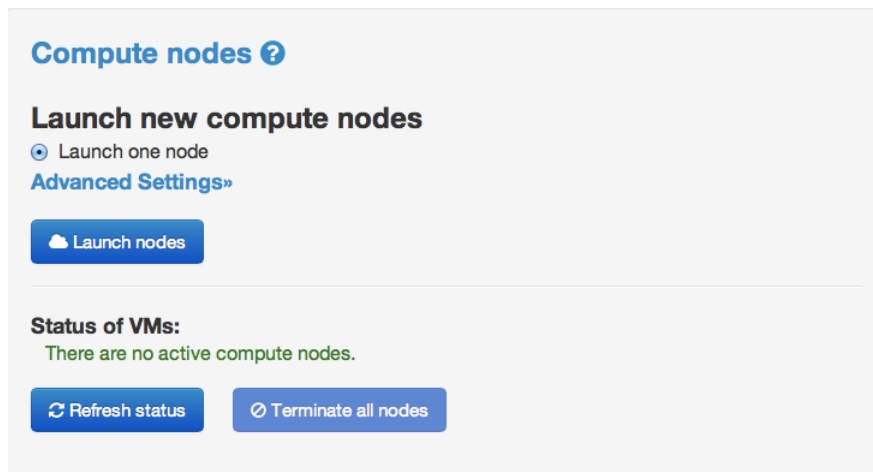 Compute nodes ?
Launch new compute nodes
Launch one node
Advanced Settings»
Launch nodes
Status of VMs:
There are no active compute nodes.
Refresh status
Terminate all nodes